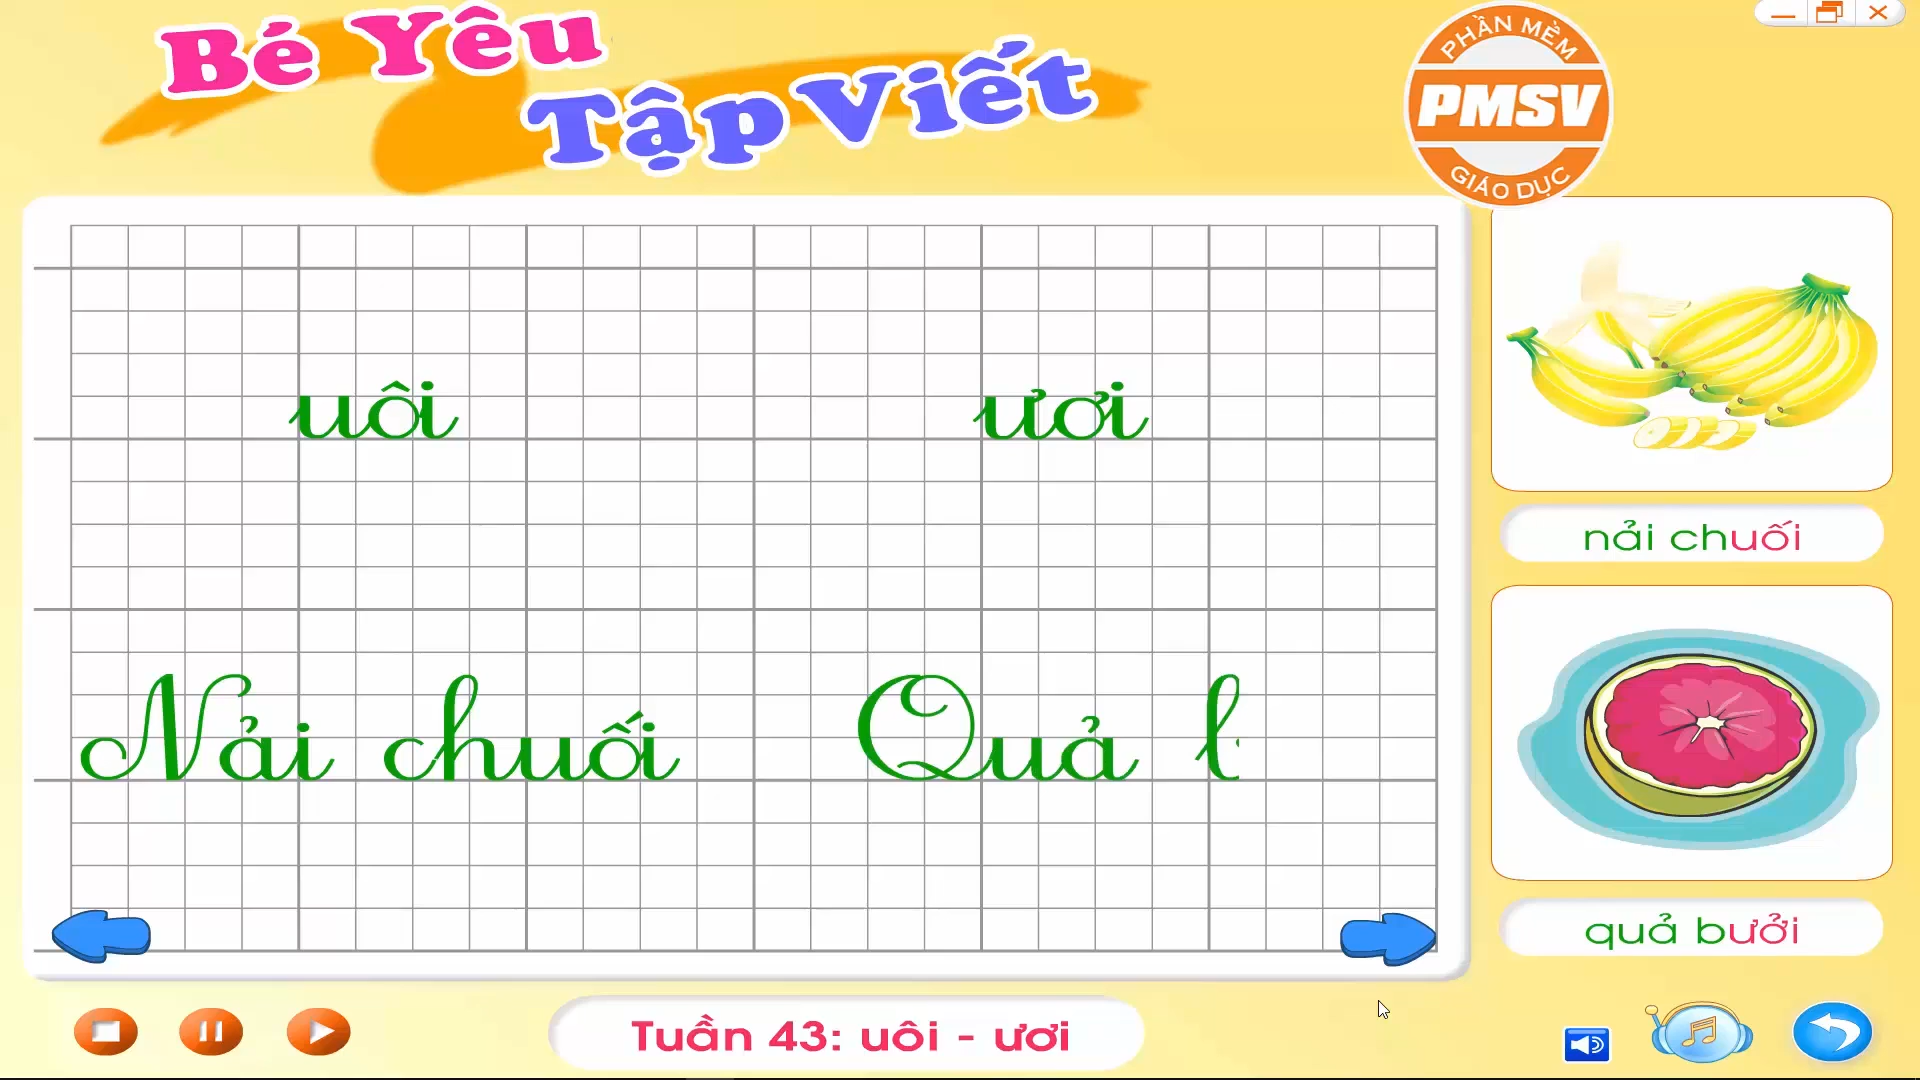 Bé Yêu
Tập Viết
PHẦN MỀM
PMSV
GIÁO DỤC
uôi ươi
Nải chuối Quả
nải chuối
quả bưởi
Tuần 43: uôi - ươi